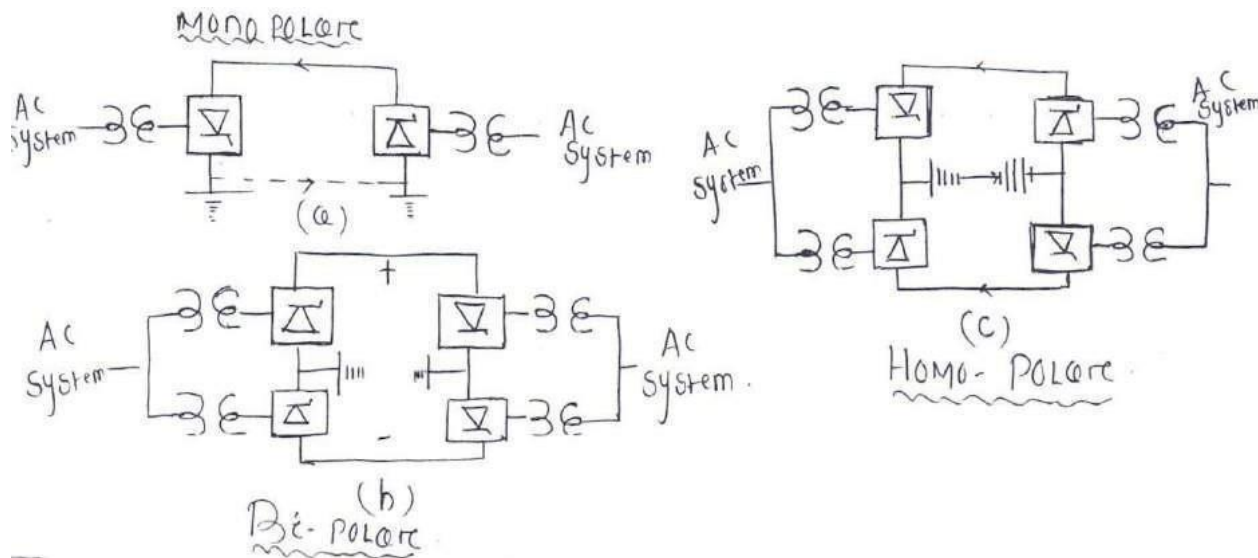 MONO POLARE
AC
System
AC
System
(a)
AC
System
AC
System
(c)
HOMO- POLARE
+
AC
System
AC
System.
-
(b)
Bi- POLARE